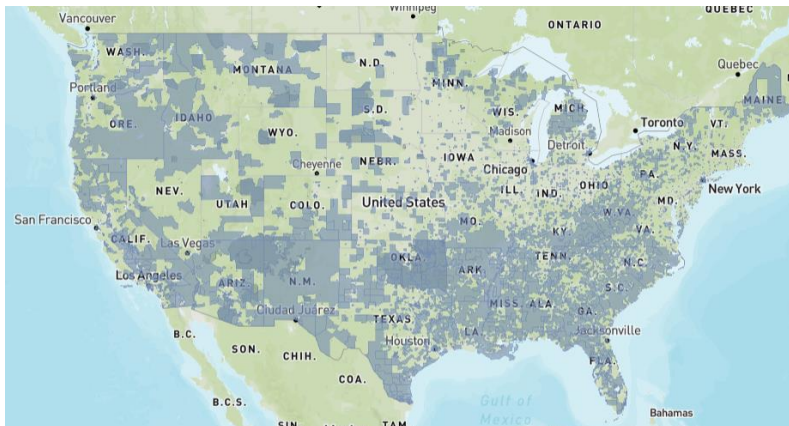 Vancouver
Winnipeg
ONTARIO
QUEBEC
WASH.
MONTANA
N.D.
MINN.
Quebec
Portland
MAINE
ORE.
IDAHO
S.D.
WIS.
MICH.
Toronto
VT.
WYO.
Madison
Detroit
N.Y.
MASS.
Cheyenne
NEBR.
IOWA
Chicago
PA.
NEV.
UTAH
COLO.
United States
ILL.
IND.
OHIO
MD.
New York
San Francisco
MO.
W.VA.
CALIF.
Las Vegas
KY.
VA.
Los Angeles
ARIZ.
N.M.
OKLA.
ARK.
TENN.
N.C.
S.C.
Ciudad Juárez
TEXAS
MISS.
ALA.
GA.
B.C.
Houston
LA.
Jacksonville
SON.
CHIH.
FLA.
COA.
B.C.S.
Gulf of
Mexico
Bahamas
SIN.
TAM.